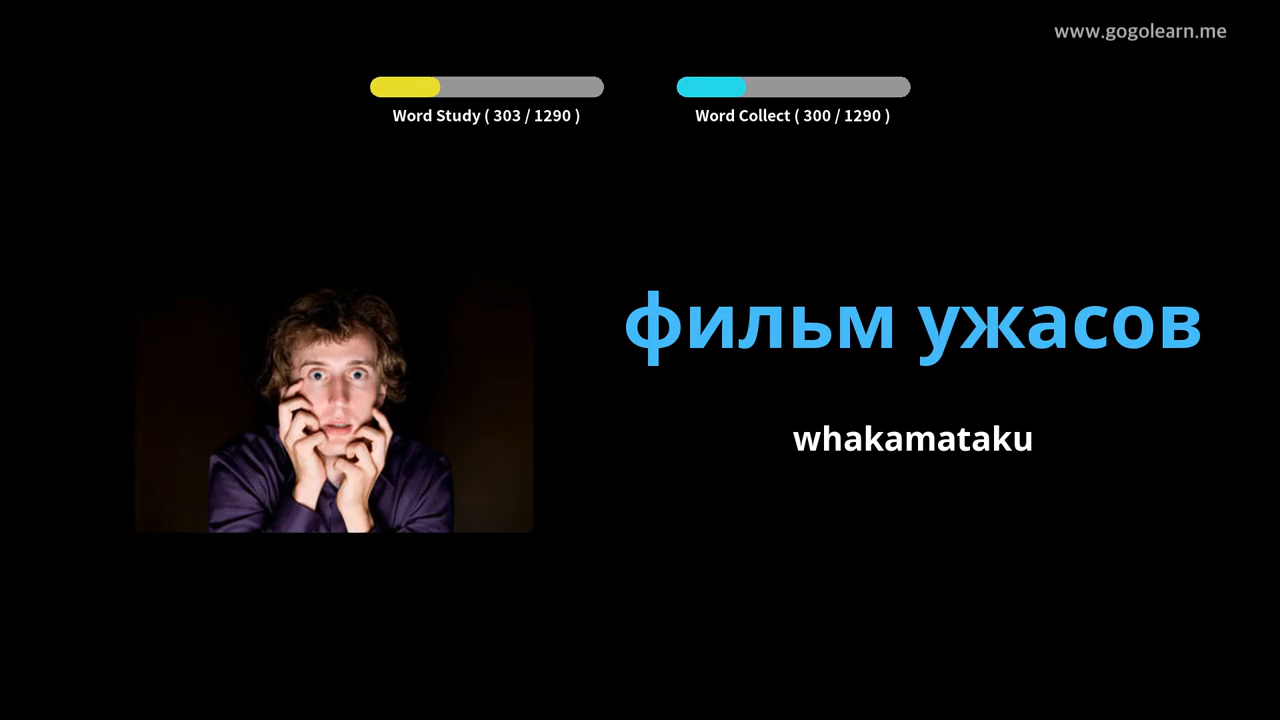 www.gogolearn.me
Word Study ( 303 / 1290 )
Word Collect ( 300 / 1290 )
фильм ужасов
whakamataku